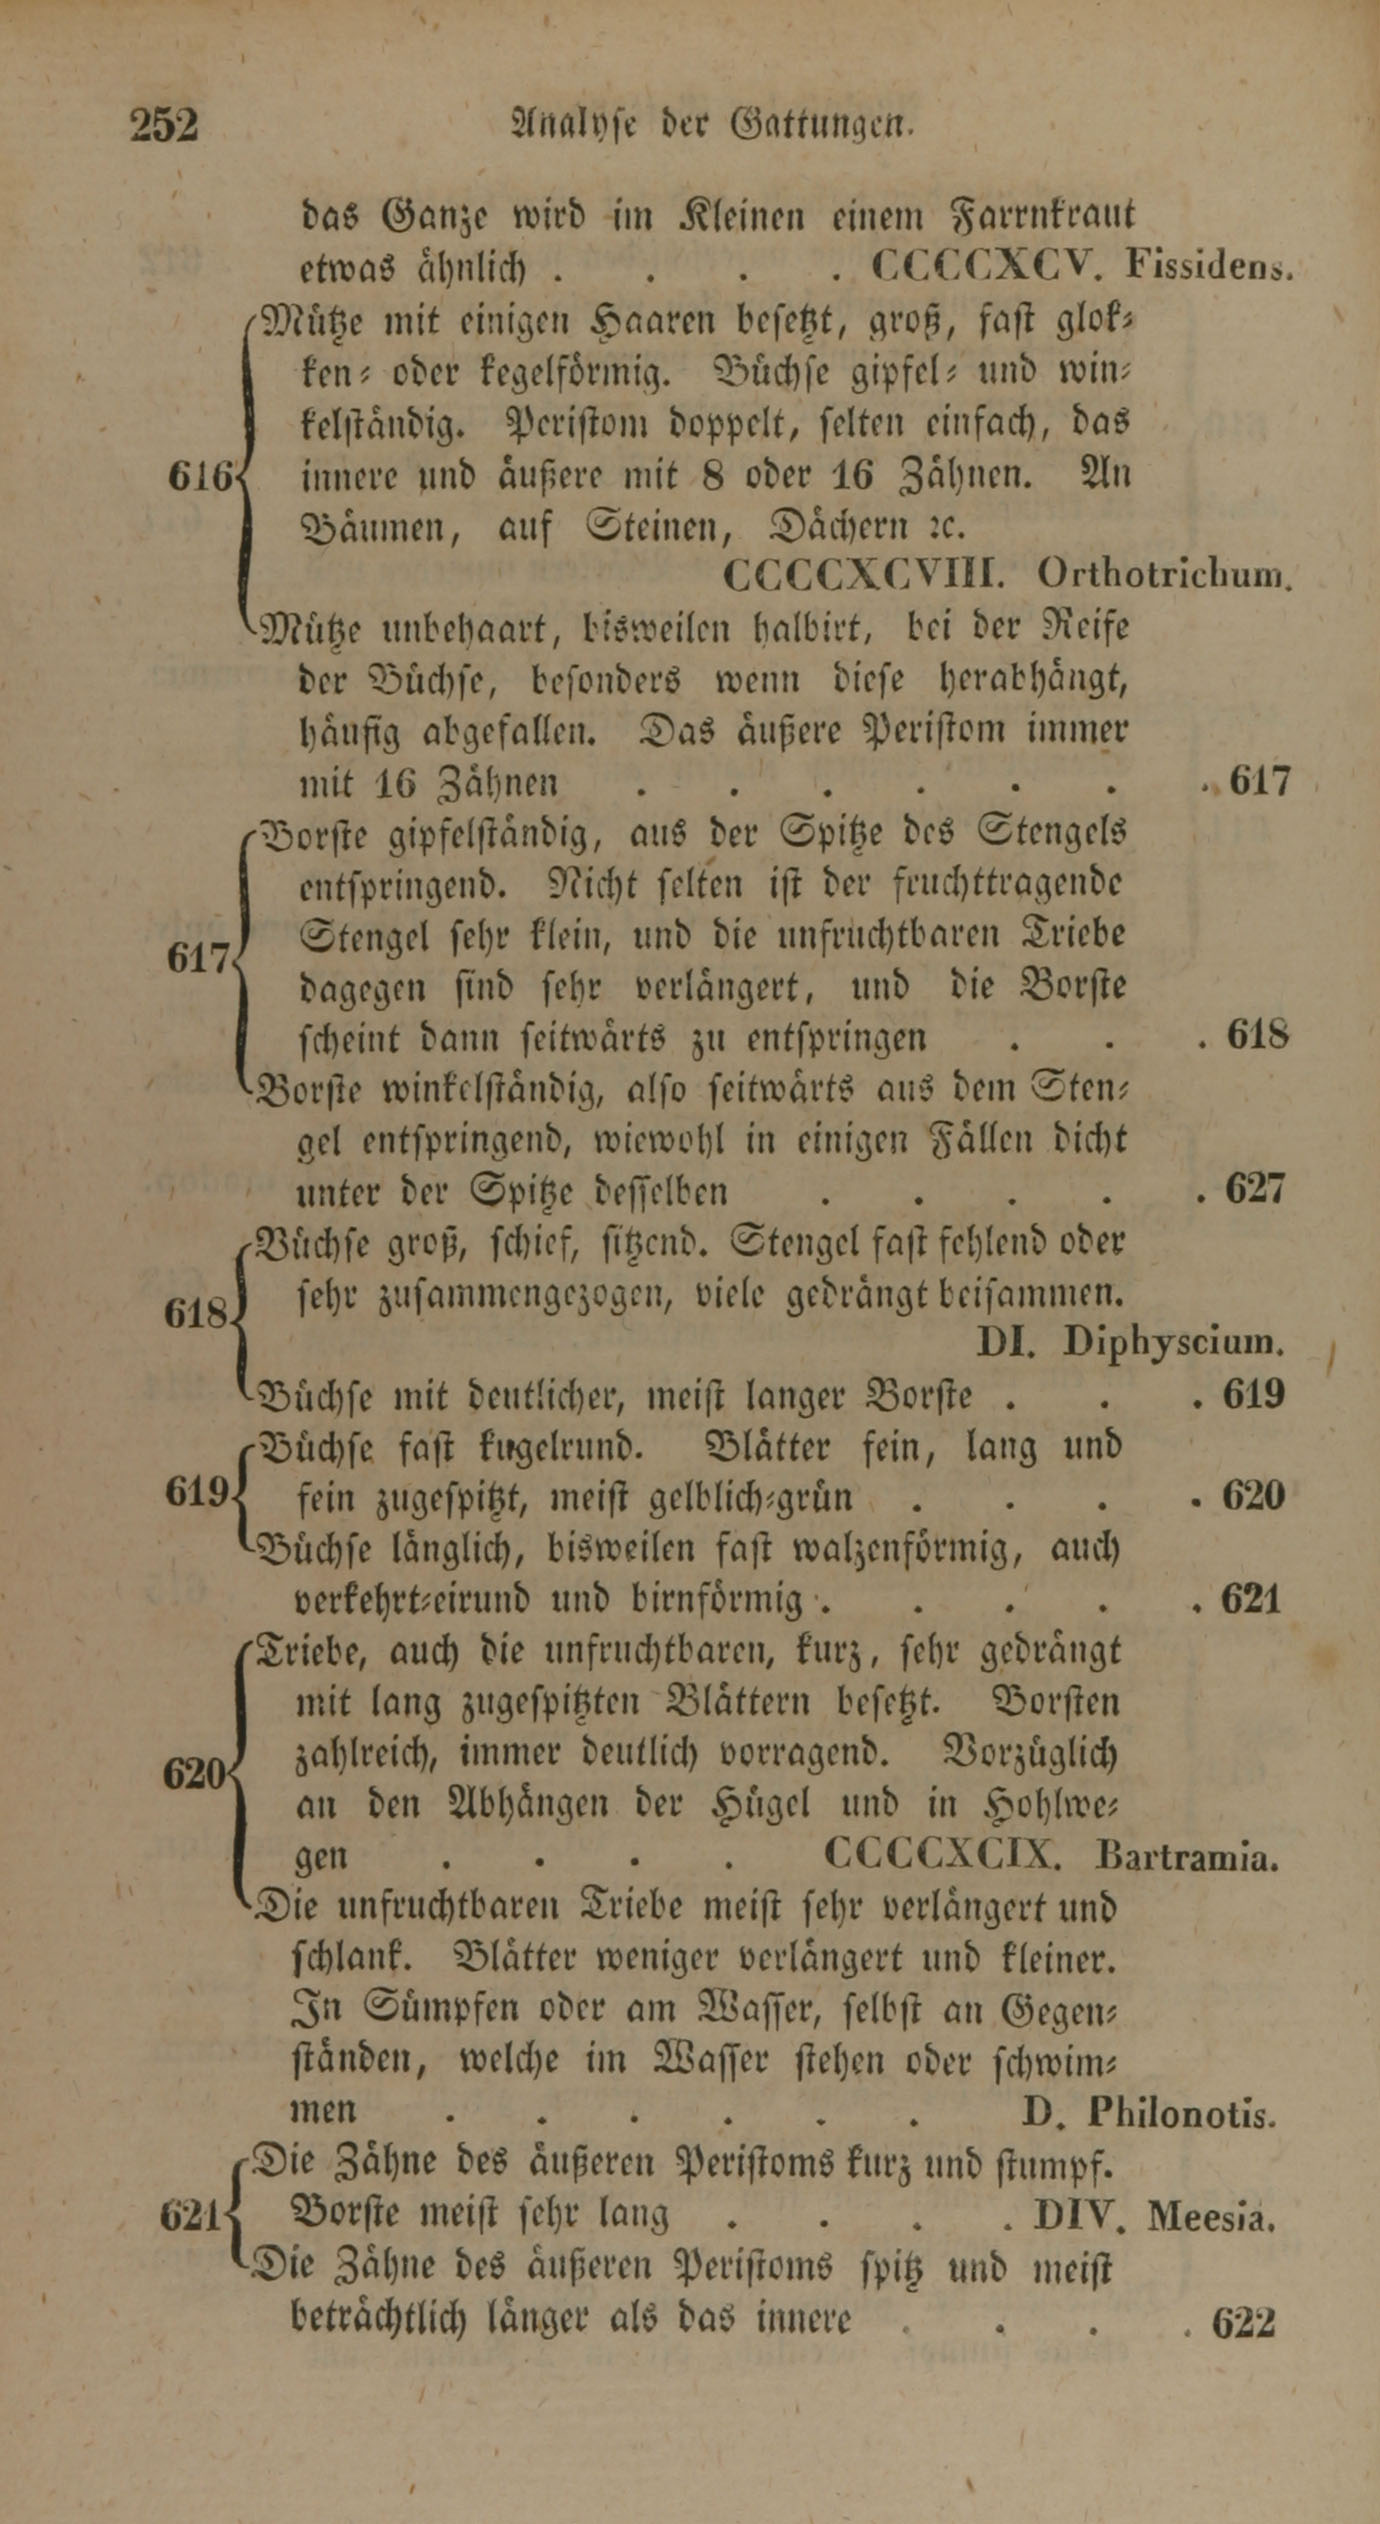 252 Analyse der Gattungen.
das Ganze wird im Kleinen einem Farrnkraut
etwas ähnlich . . . . CCCCXCV. Fissidens.
Mütze mit einigen Haaren besetzt, groß, fast glok-
ken- oder kegelförmig. Büchse gipfel- und win-
kelständig. Peristom doppelt, selten einfach, das
616 innere und äußere mit 8 oder 16 Zähnen. An
Bäumen, auf Steinen, Dächern ꝛc.
CCCCXCVIII. Orthotrichum.
Mütze unbehaart, bisweilen halbirt, bei der Reife
der Büchse, besonders wenn diese herabhängt,
häufig abgefallen. Das äußere Peristom immer
mit 16 Zähnen . . . . . . . 617
Borste gipfelständig, aus der Spitze des Stengels
entspringend. Nicht selten ist der fruchttragende
617 Stengel sehr klein, und die unfruchtbaren Triebe
dagegen sind sehr verlängert, und die Borste
scheint dann seitwärts zu entspringen . . . 618
Borste winkelständig, also seitwärts aus dem Sten-
gel entspringend, wiewohl in einigen Fällen dicht
unter der Spitze desselben . . . . . 627
Büchse groß, schief, sitzend. Stengel fast fehlend oder
618 sehr zusammengezogen, viele gedrängt beisammen.
DI. Diphyscium.
Büchse mit deutlicher, meist langer Borste . . . 619
Büchse fast kugelrund. Blätter fein, lang und
619 fein zugespitzt, meist gelblich-grün . . . . 620
Büchse länglich, bisweilen fast walzenförmig, auch
verkehrt-eirund und birnförmig . . . . . 621
Triebe, auch die unfruchtbaren, kurz, sehr gedrängt
mit lang zugespitzten Blättern besetzt. Borsten
620 zahlreich, immer deutlich vorragend. Vorzüglich
an den Abhängen der Hügel und in Hohlwe-
gen . . . . CCCCXCIX. Bartramia.
Die unfruchtbaren Triebe meist sehr verlängert und
schlank. Blätter weniger verlängert und kleiner.
In Sümpfen oder am Wasser, selbst an Gegen-
ständen, welche im Wasser stehen oder schwim-
men . . . . . . D. Philonotis.
Die Zähne des äußeren Peristoms kurz und stumpf.
621 Borste meist sehr lang . . . . DIV. Meesia.
Die Zähne des äußeren Peristoms spitz und meist
beträchtlich länger als das innere . . . . 622